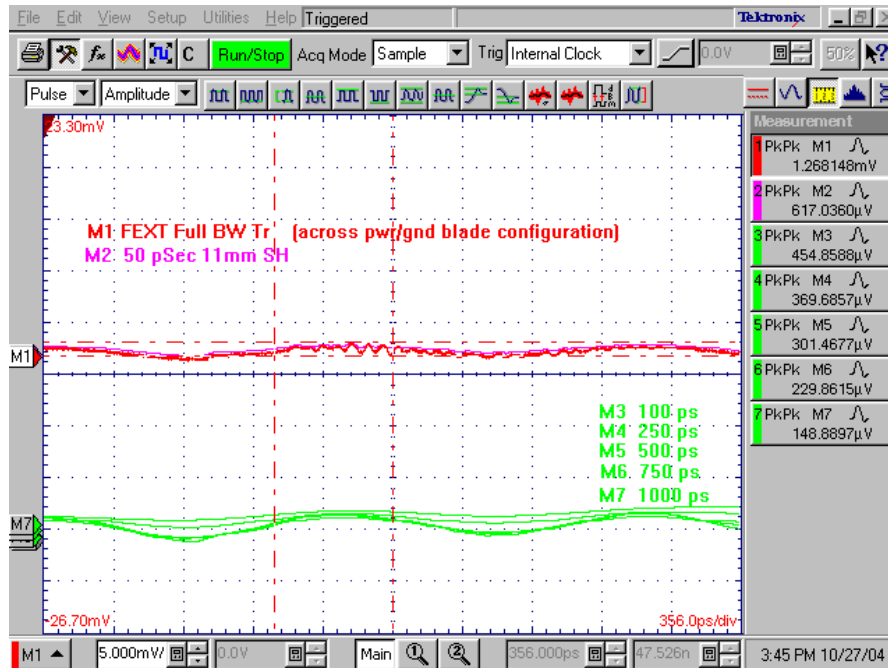 File Edit View Setup Utilities Help Triggered Tektronix
C Run/Stop Acq Mode Sample Trig Internal Clock 0.0V 50%
Pulse Amplitude
23.30mV
M1 FEXT Full BW Tr (across pwr/gnd blade configuration)
M2 50 pSec 11mm SH
M1
M3 100 ps
M4 250 ps
M5 500 ps
M6. 750 ps
M7 1000 ps
M7
-26.70mV
356.0ps/div
Measurement
1 PkPk M1
1.268148mV
2 PkPk M2
617.0360µV
3 PkPk M3
454.8588µV
4 PkPk M4
369.6857µV
5 PkPk M5
301.4677µV
6 PkPk M6
229.8615µV
7 PkPk M7
148.8897µV
M1 5.000mV/ 0.0V Main 1 2 356.000ps 47.526n 3:45 PM 10/27/04